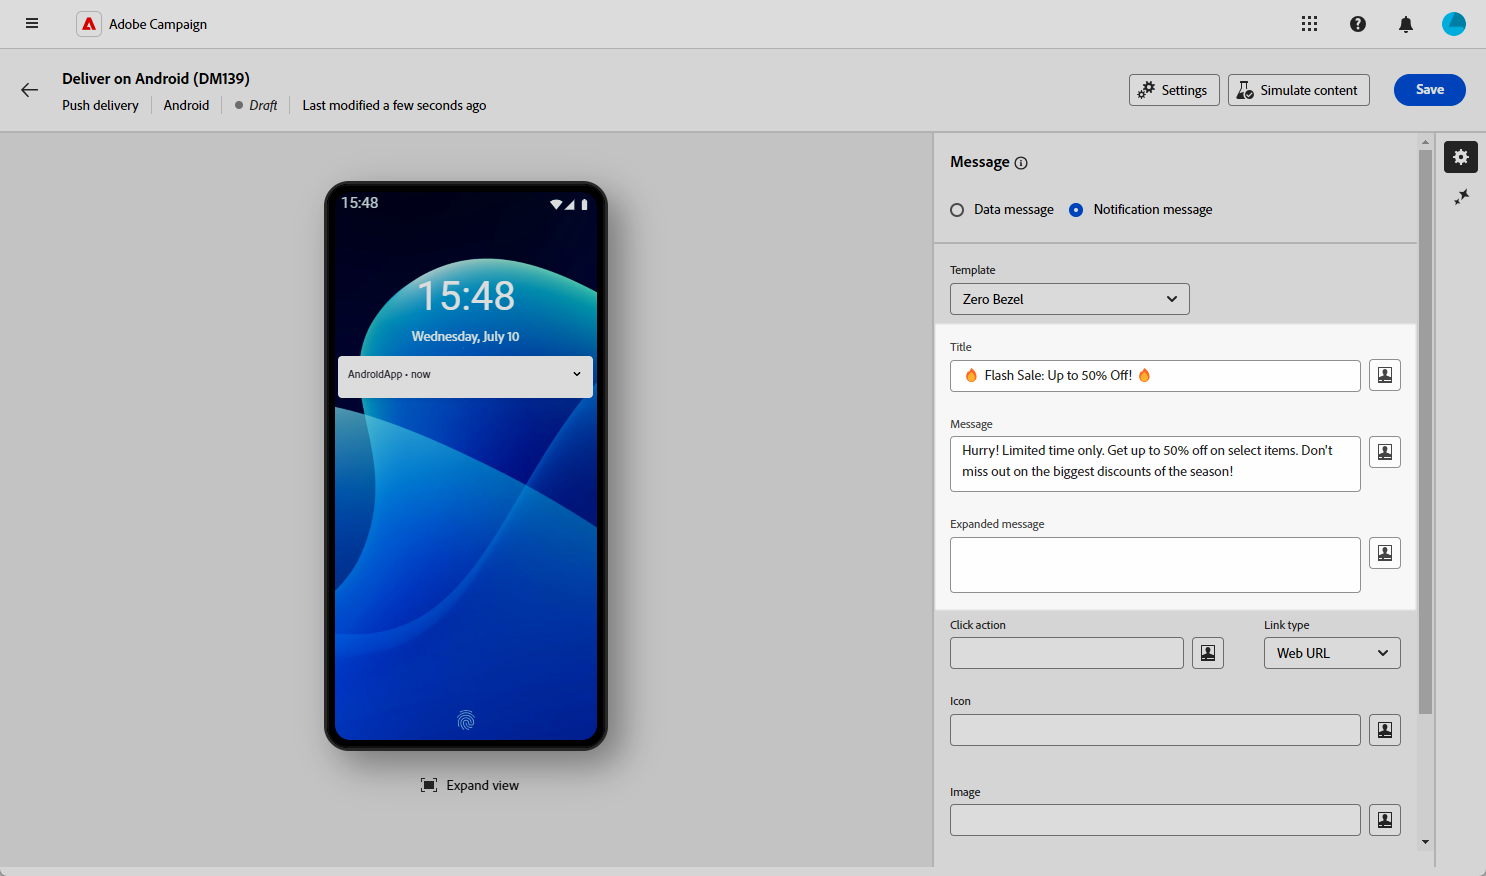 Adobe Campaign
Deliver on Android (DM139)
Push delivery Android Draft Last modified a few seconds ago
Settings Simulate content Save
15:48
15:48
Wednesday, July 10
AndroidApp • now
Expand view
Message
Data message Notification message
Template
Zero Bezel
Title
🔥 Flash Sale: Up to 50% Off! 🔥
Message
Hurry! Limited time only. Get up to 50% off on select items. Don't
miss out on the biggest discounts of the season!
Expanded message
Click action Link type
Web URL
Icon
Image